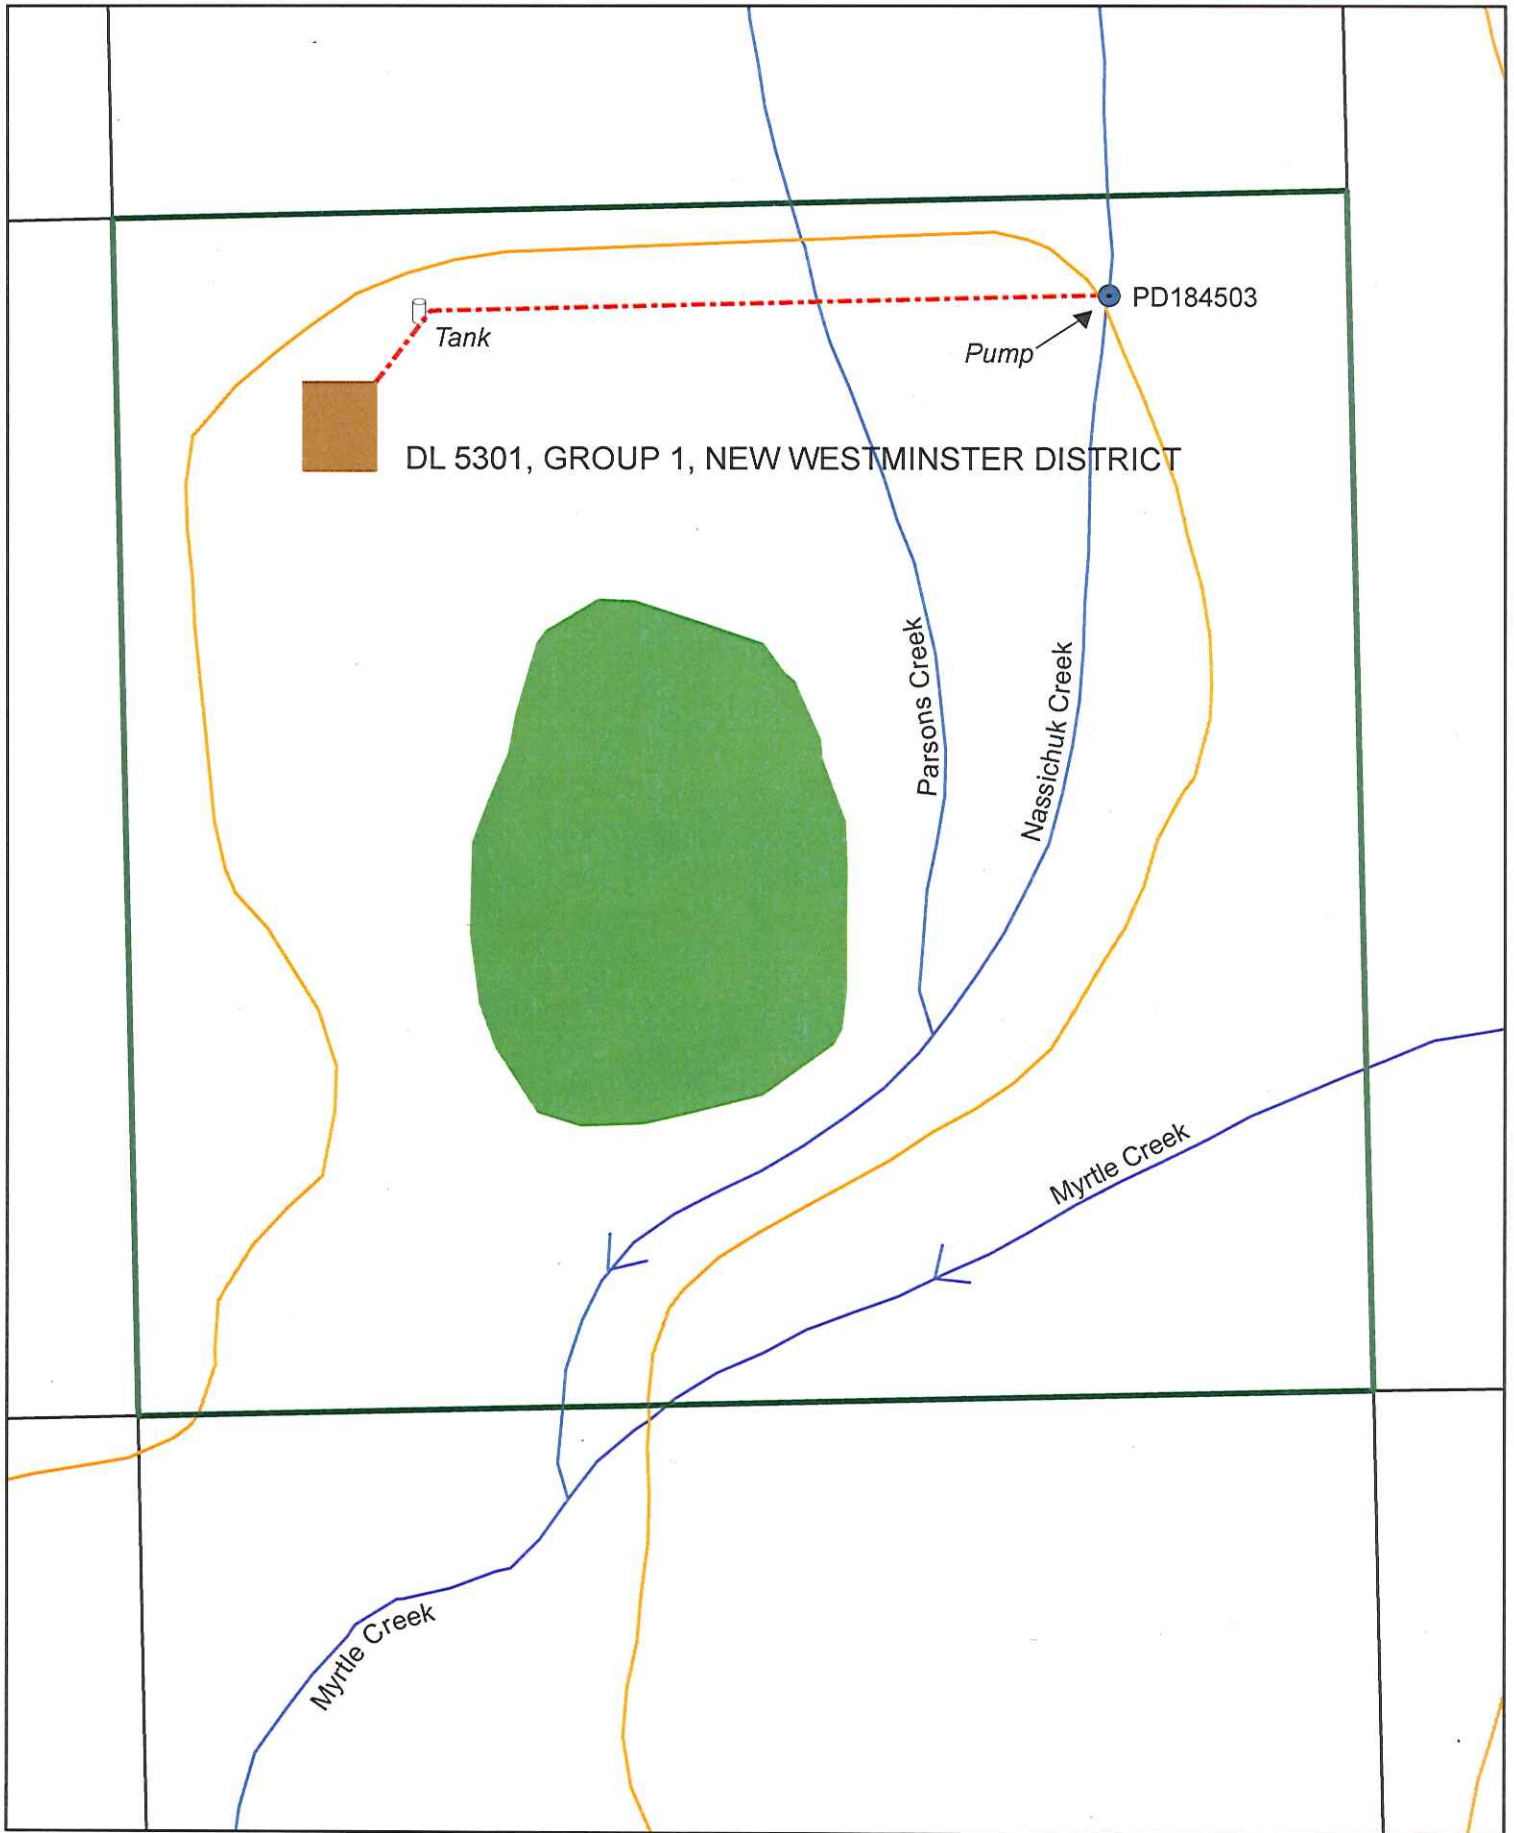 PD184503
Tank
Pump
DL 5301, GROUP 1, NEW WESTMINSTER DISTRICT
Parsons Creek
Nassichuk Creek
Myrtle Creek
Myrtle Creek